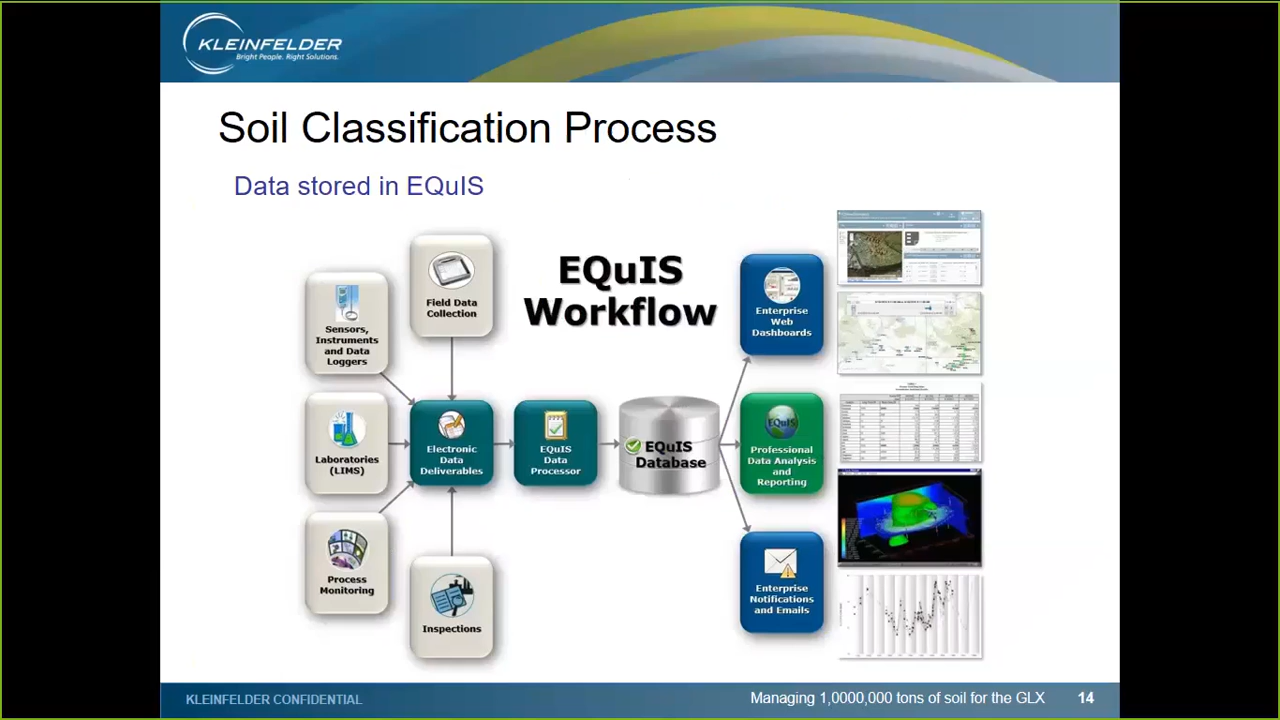 KLEINFELDER
Bright People. Right Solutions.
Soil Classification Process
Data stored in EQuIS
EQuIS
Workflow
Field Data
Collection
Sensors,
Instruments
and Data
Loggers
Laboratories
(LIMS)
Process
Monitoring
Inspections
Electronic
Data
Deliverables
EQuIS
Data
Processor
EQuIS
Database
Enterprise
Web
Dashboards
EQuIS
Professional
Data Analysis
and
Reporting
Enterprise
Notifications
and Emails
KLEINFELDER CONFIDENTIAL
Managing 1,0000,000 tons of soil for the GLX
14